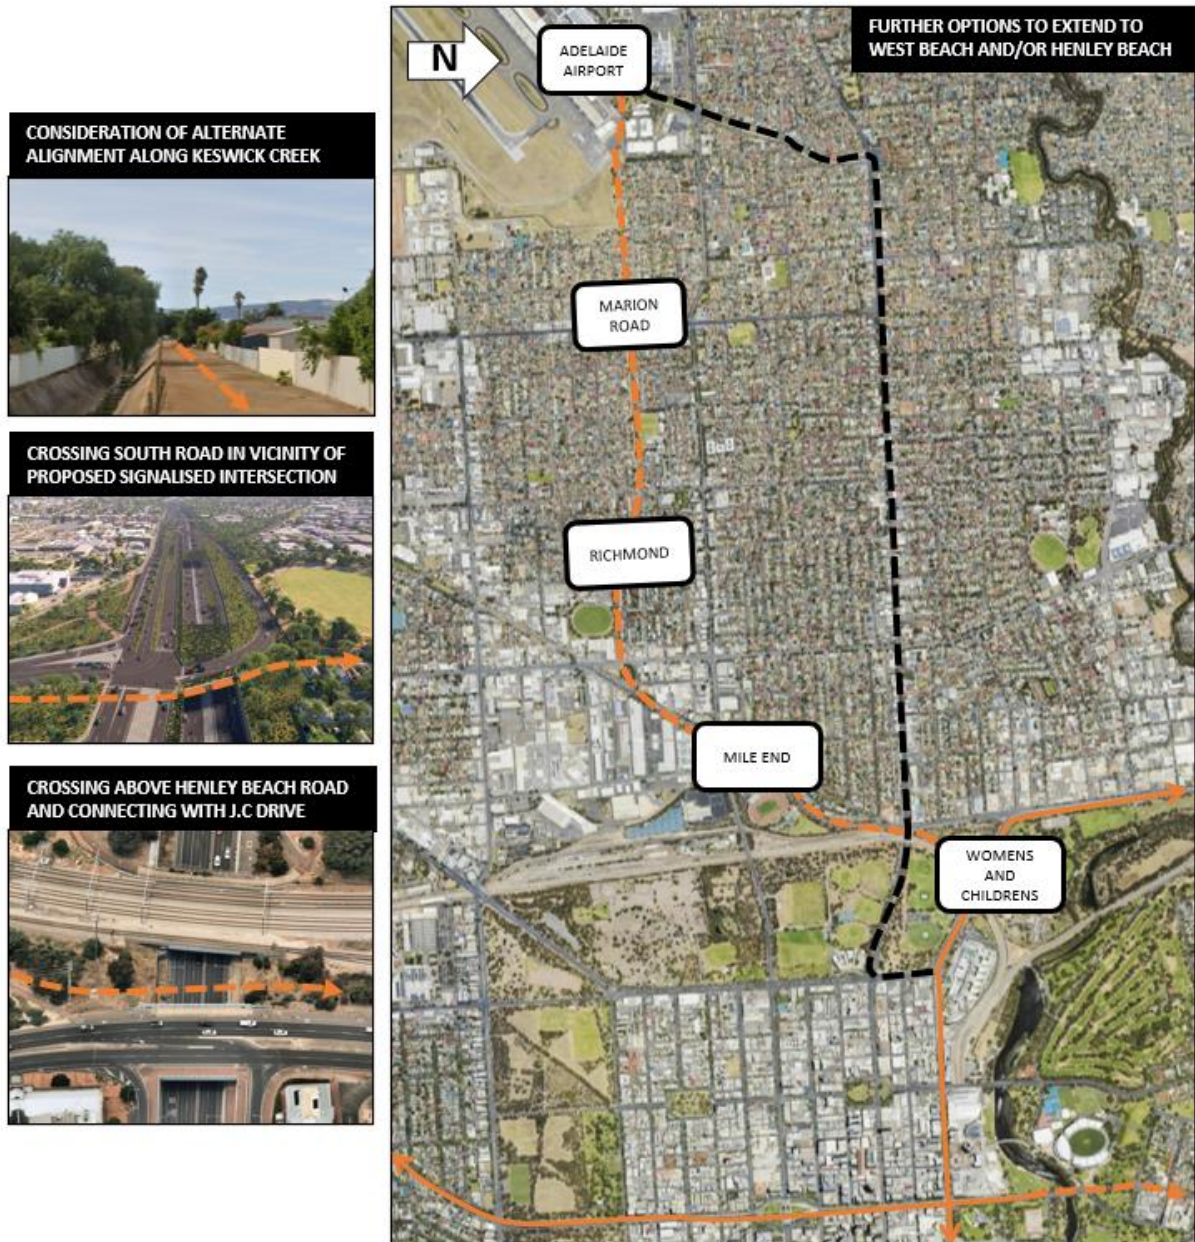 CONSIDERATION OF ALTERNATE
ALIGNMENT ALONG KESWICK CREEK
CROSSING SOUTH ROAD IN VICINITY OF
PROPOSED SIGNALISED INTERSECTION
CROSSING ABOVE HENLEY BEACH ROAD
AND CONNECTING WITH J.C DRIVE
FURTHER OPTIONS TO EXTEND TO
WEST BEACH AND/OR HENLEY BEACH
N
ADELAIDE
AIRPORT
MARION
ROAD
RICHMOND
MILE END
WOMENS
AND
CHILDRENS